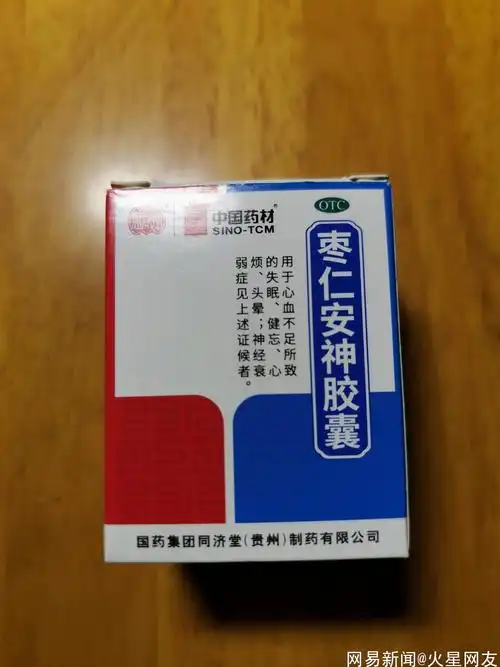 中国药材®
SINO-TCM
OTC
枣仁安神胶囊
用于心血不足所致
的失眠、健忘、心
烦、头晕；神经衰
弱症见上述证候者。
国药集团同济堂(贵州)制药有限公司
网易新闻@火星网友